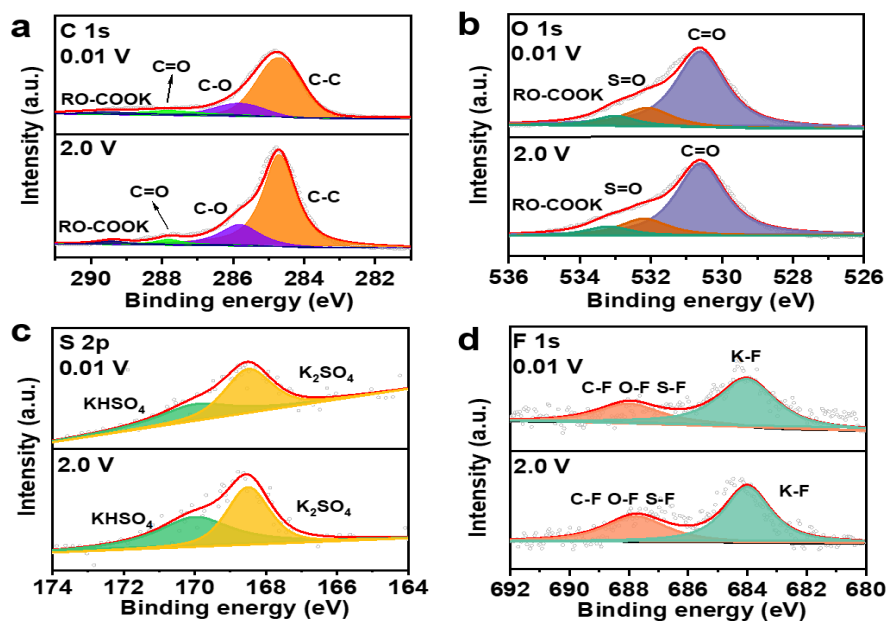 a
C 1s
0.01 V
C=O
C-O
C-C
RO-COOK
2.0 V
C=O
C-O
C-C
RO-COOK
290 288 286 284 282
Binding energy (eV)
Intensity (a.u.)
b
O 1s
0.01 V
C=O
S=O
RO-COOK
2.0 V
C=O
S=O
RO-COOK
536 534 532 530 528 526
Binding energy (eV)
Intensity (a.u.)
c
S 2p
0.01 V
K₂SO₄
KHSO₄
2.0 V
K₂SO₄
KHSO₄
174 172 170 168 166 164
Binding energy (eV)
Intensity (a.u.)
d
F 1s
0.01 V
K-F
C-F O-F S-F
2.0 V
K-F
C-F O-F S-F
692 690 688 686 684 682 680
Binding energy (eV)
Intensity (a.u.)